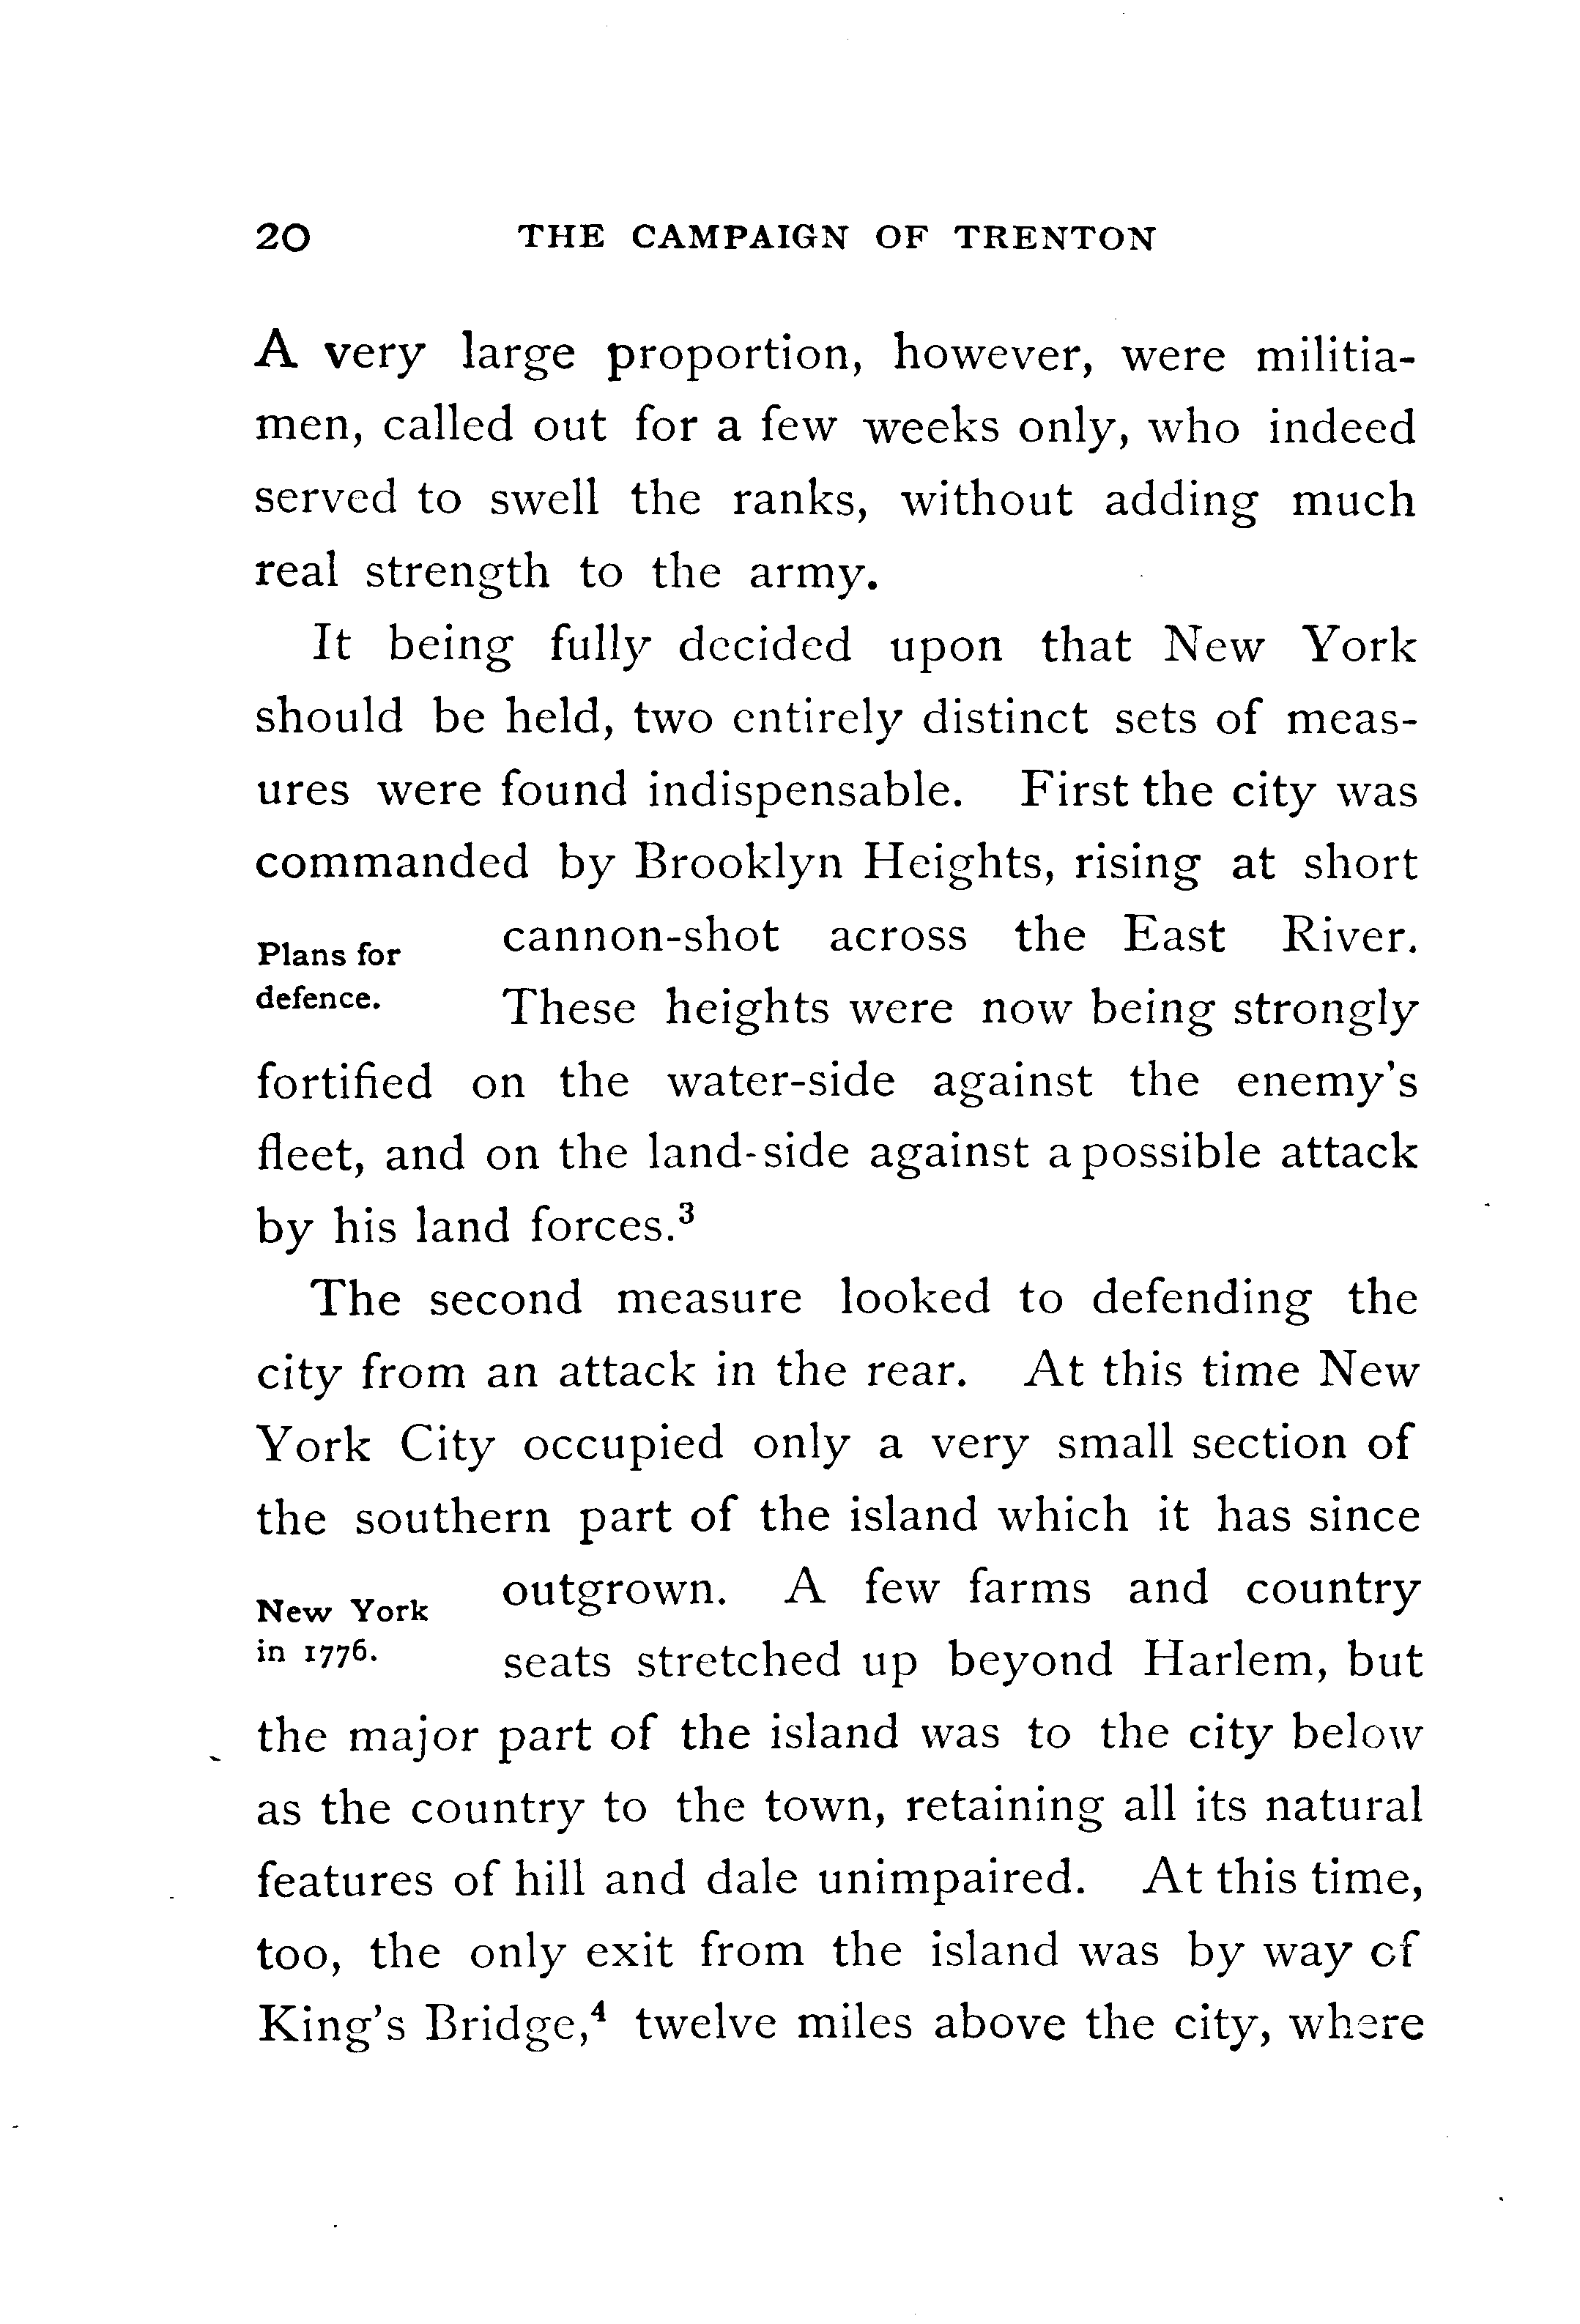 20 THE CAMPAIGN OF TRENTON
A very large proportion, however, were militia-
men, called out for a few weeks only, who indeed
served to swell the ranks, without adding much
real strength to the army.
It being fully decided upon that New York
should be held, two entirely distinct sets of meas-
ures were found indispensable. First the city was
commanded by Brooklyn Heights, rising at short
Plans for
defence.
cannon-shot across the East River.
These heights were now being strongly
fortified on the water-side against the enemy's
fleet, and on the land-side against a possible attack
by his land forces.³
The second measure looked to defending the
city from an attack in the rear. At this time New
York City occupied only a very small section of
the southern part of the island which it has since
New York
in 1776.
outgrown. A few farms and country
seats stretched up beyond Harlem, but
the major part of the island was to the city below
as the country to the town, retaining all its natural
features of hill and dale unimpaired. At this time,
too, the only exit from the island was by way of
King's Bridge,⁴ twelve miles above the city, where